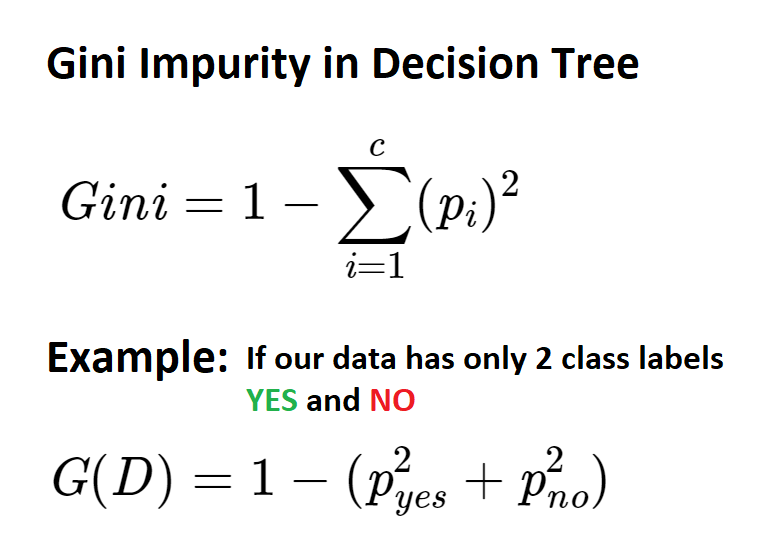 Gini Impurity in Decision Tree
$Gini = 1 - \sum_{i=1}^{c} (p_i)^2$
Example: If our data has only 2 class labels
YES and NO
$G(D) = 1 - (p_{yes}^2 + p_{no}^2)$